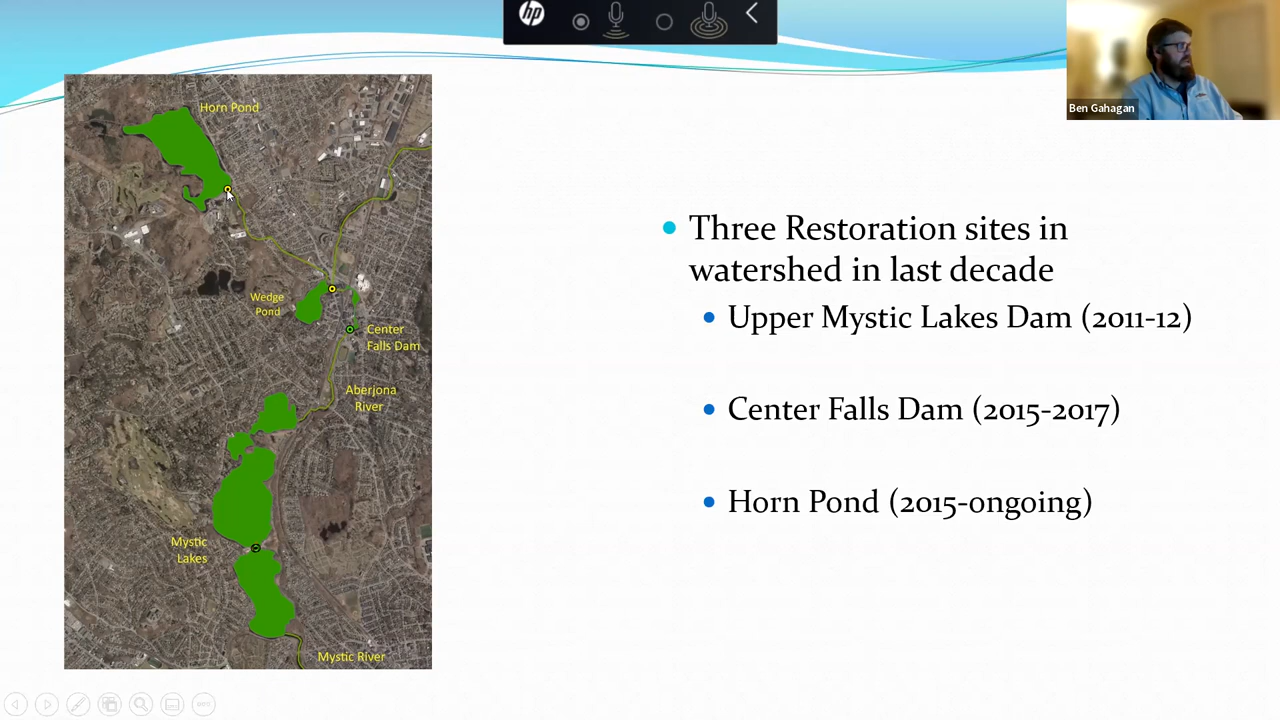 hp
Ben Gahagan
Horn Pond
Wedge
Pond
Center
Falls Dam
Aberjona
River
Mystic
Lakes
Mystic River
Three Restoration sites in
watershed in last decade
Upper Mystic Lakes Dam (2011-12)
Center Falls Dam (2015-2017)
Horn Pond (2015-ongoing)